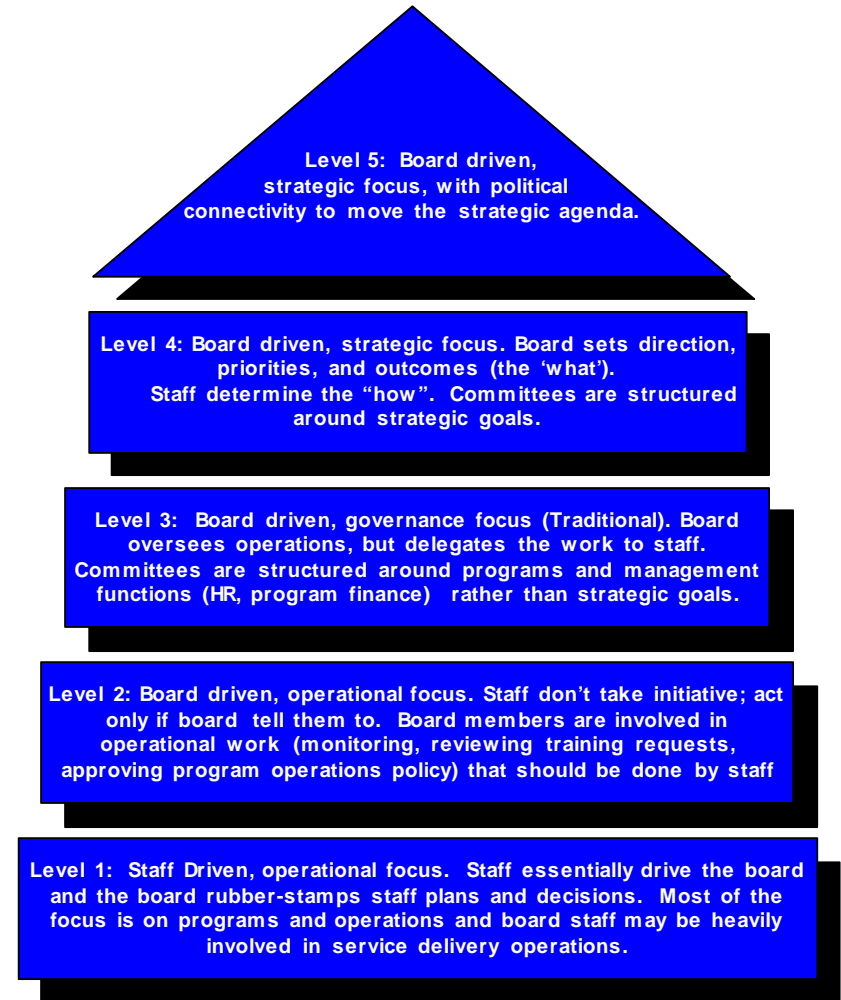 Level 5: Board driven,
strategic focus, with political
connectivity to move the strategic agenda.
Level 4: Board driven, strategic focus. Board sets direction,
priorities, and outcomes (the ‘what’).
Staff determine the “how”. Committees are structured
around strategic goals.
Level 3: Board driven, governance focus (Traditional). Board
oversees operations, but delegates the work to staff.
Committees are structured around programs and management
functions (HR, program finance) rather than strategic goals.
Level 2: Board driven, operational focus. Staff don’t take initiative; act
only if board tell them to. Board members are involved in
operational work (monitoring, reviewing training requests,
approving program operations policy) that should be done by staff
Level 1: Staff Driven, operational focus. Staff essentially drive the board
and the board rubber-stamps staff plans and decisions. Most of the
focus is on programs and operations and board staff may be heavily
involved in service delivery operations.